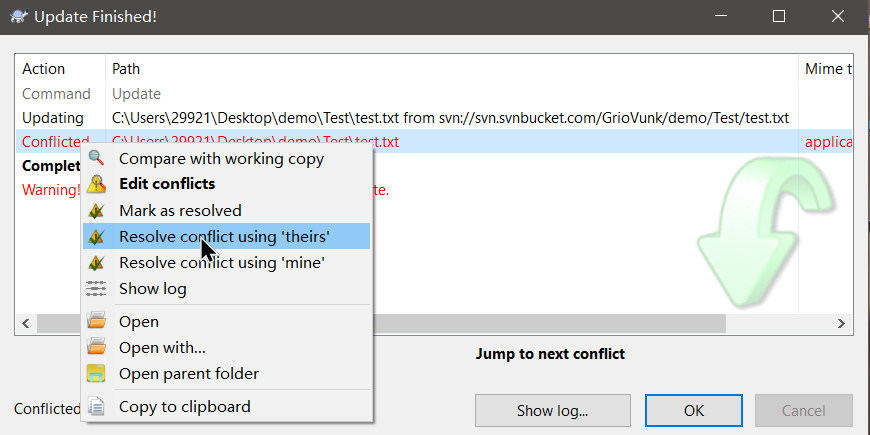 Update Finished!
Action Path Mime t
Command Update
Updating C:\Users\29921\Desktop\demo\Test\test.txt from svn://svn.svnbucket.com/GrioVunk/demo/Test/test.txt
Conflicted C:\Users\29921\Desktop\demo\Test\test.txt applica
Complet
Warning! te.
Compare with working copy
Edit conflicts
Mark as resolved
Resolve conflict using 'theirs'
Resolve conflict using 'mine'
Show log
Open
Open with...
Open parent folder
Copy to clipboard
Jump to next conflict
Conflicted
Show log... OK Cancel